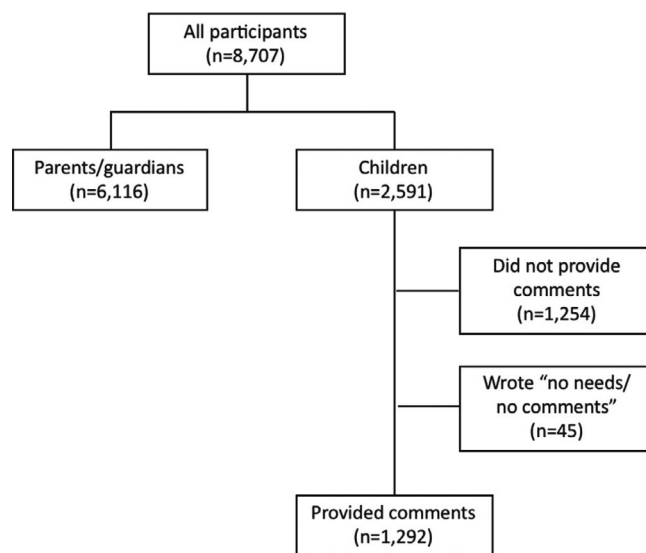 All participants
(n=8,707)
Parents/guardians
(n=6,116)
Children
(n=2,591)
Did not provide
comments
(n=1,254)
Wrote “no needs/
no comments”
(n=45)
Provided comments
(n=1,292)